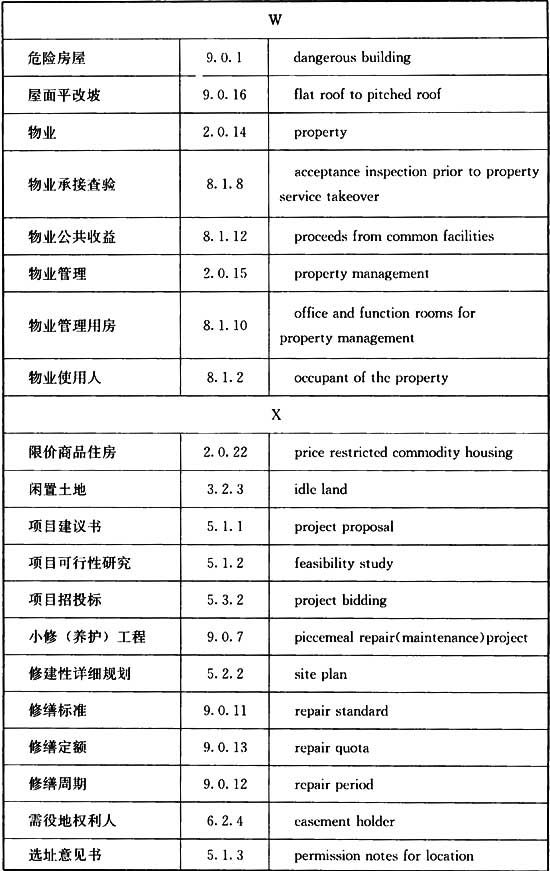 W
危险房屋 9.0.1 dangerous building
屋面平改坡 9.0.16 flat roof to pitched roof
物业 2.0.14 property
物业承接查验 8.1.8 acceptance inspection prior to property
service takeover
物业公共收益 8.1.12 proceeds from common facilities
物业管理 2.0.15 property management
物业管理用房 8.1.10 office and function rooms for
property management
物业使用人 8.1.2 occupant of the property
X
限价商品住房 2.0.22 price restricted commodity housing
闲置土地 3.2.3 idle land
项目建议书 5.1.1 project proposal
项目可行性研究 5.1.2 feasibility study
项目招投标 5.3.2 project bidding
小修（养护）工程 9.0.7 piecemeal repair(maintenance)project
修建性详细规划 5.2.2 site plan
修缮标准 9.0.11 repair standard
修缮定额 9.0.13 repair quota
修缮周期 9.0.12 repair period
需役地权利人 6.2.4 easement holder
选址意见书 5.1.3 permission notes for location